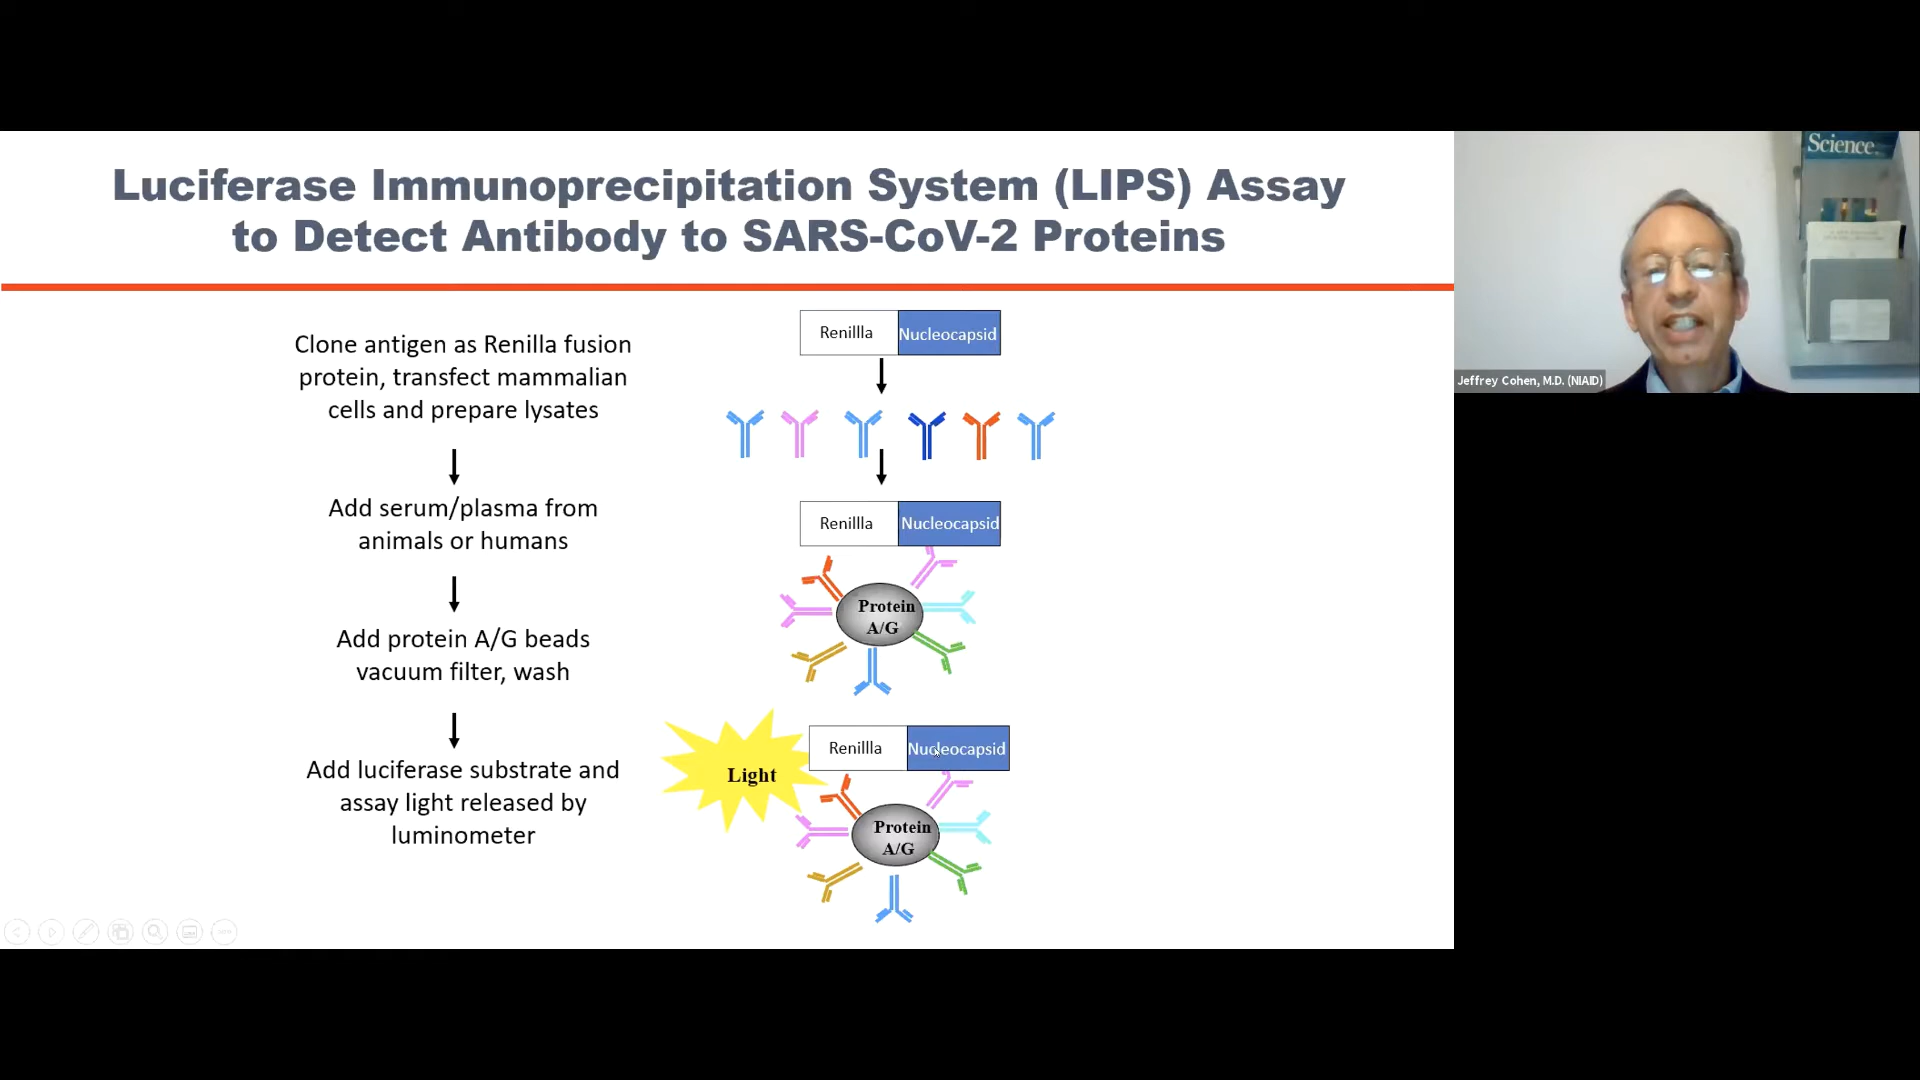 Luciferase Immunoprecipitation System (LIPS) Assay
to Detect Antibody to SARS-CoV-2 Proteins
Clone antigen as Renilla fusion
protein, transfect mammalian
cells and prepare lysates
Add serum/plasma from
animals or humans
Add protein A/G beads
vacuum filter, wash
Add luciferase substrate and
assay light released by
luminometer
Renillla Nucleocapsid
Renillla Nucleocapsid
Protein
A/G
Light
Renillla Nucleocapsid
Protein
A/G
Science
Jeffrey Cohen, M.D. (NIAID)